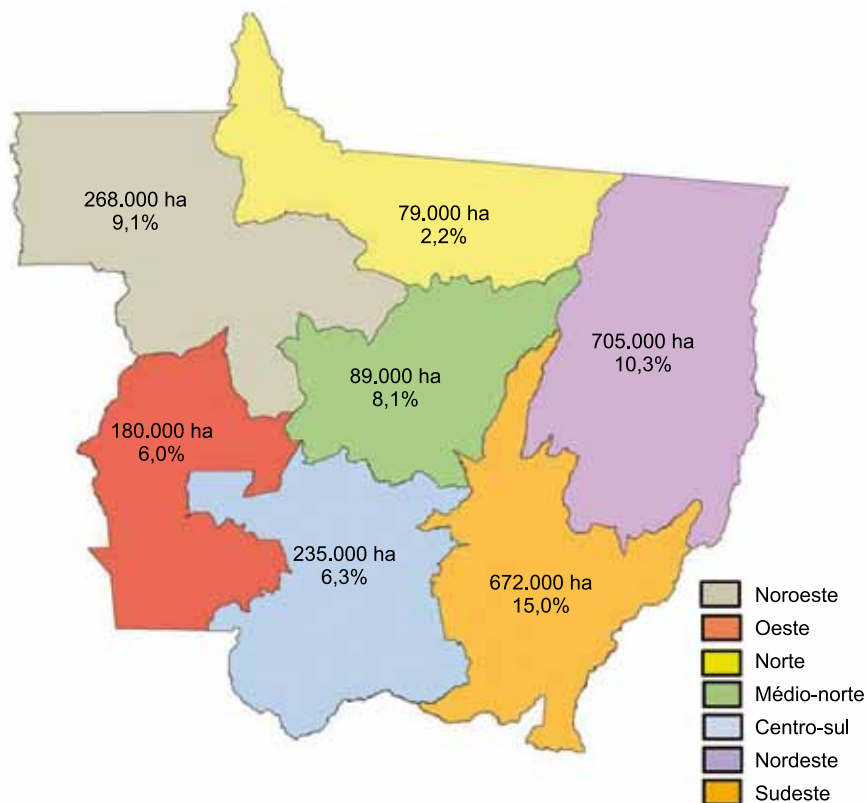 268.000 ha
9,1%
79.000 ha
2,2%
705.000 ha
10,3%
89.000 ha
8,1%
180.000 ha
6,0%
235.000 ha
6,3%
672.000 ha
15,0%
Noroeste
Oeste
Norte
Médio-norte
Centro-sul
Nordeste
Sudeste